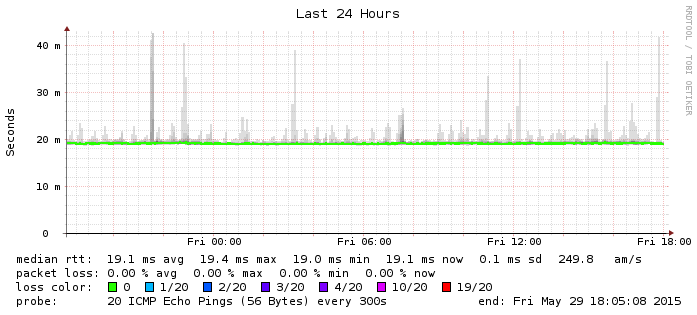 Last 24 Hours
RRDTOOL / TOBI OETIKER
Seconds
40 m
30 m
20 m
10 m
0
Fri 00:00 Fri 06:00 Fri 12:00 Fri 18:00
median rtt: 19.1 ms avg 19.4 ms max 19.0 ms min 19.1 ms now 0.1 ms sd 249.8 am/s
packet loss: 0.00 % avg 0.00 % max 0.00 % min 0.00 % now
loss color: 0 1/20 2/20 3/20 4/20 10/20 19/20
probe: 20 ICMP Echo Pings (56 Bytes) every 300s end: Fri May 29 18:05:08 2015